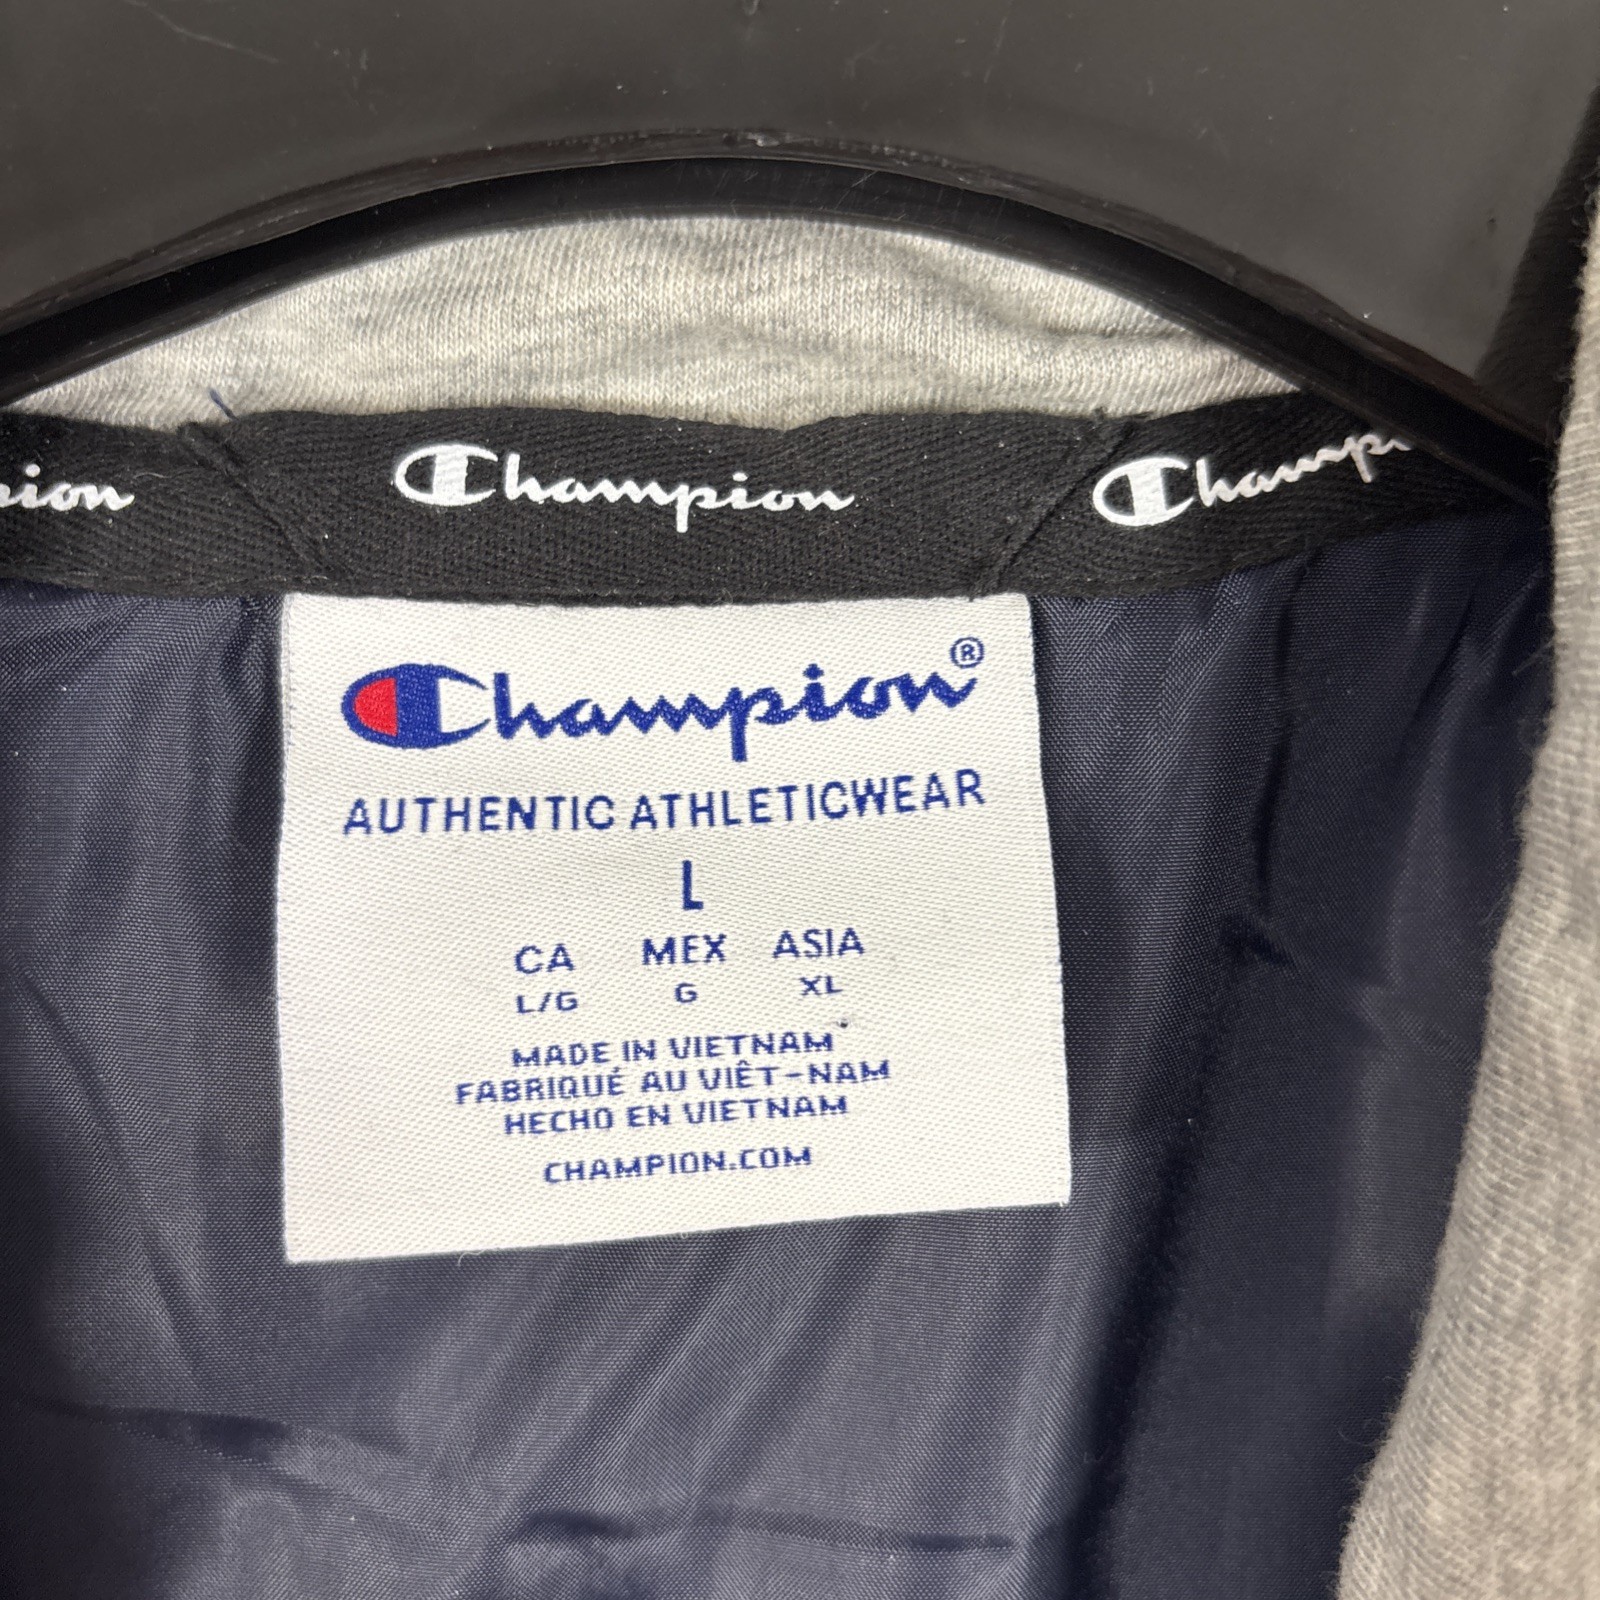 pion Champion Champi
Champion®
AUTHENTIC ATHLETICWEAR
L
CA MEX ASIA
L/G G XL
MADE IN VIETNAM
FABRIQUÉ AU VIÊT-NAM
HECHO EN VIETNAM
CHAMPION.COM